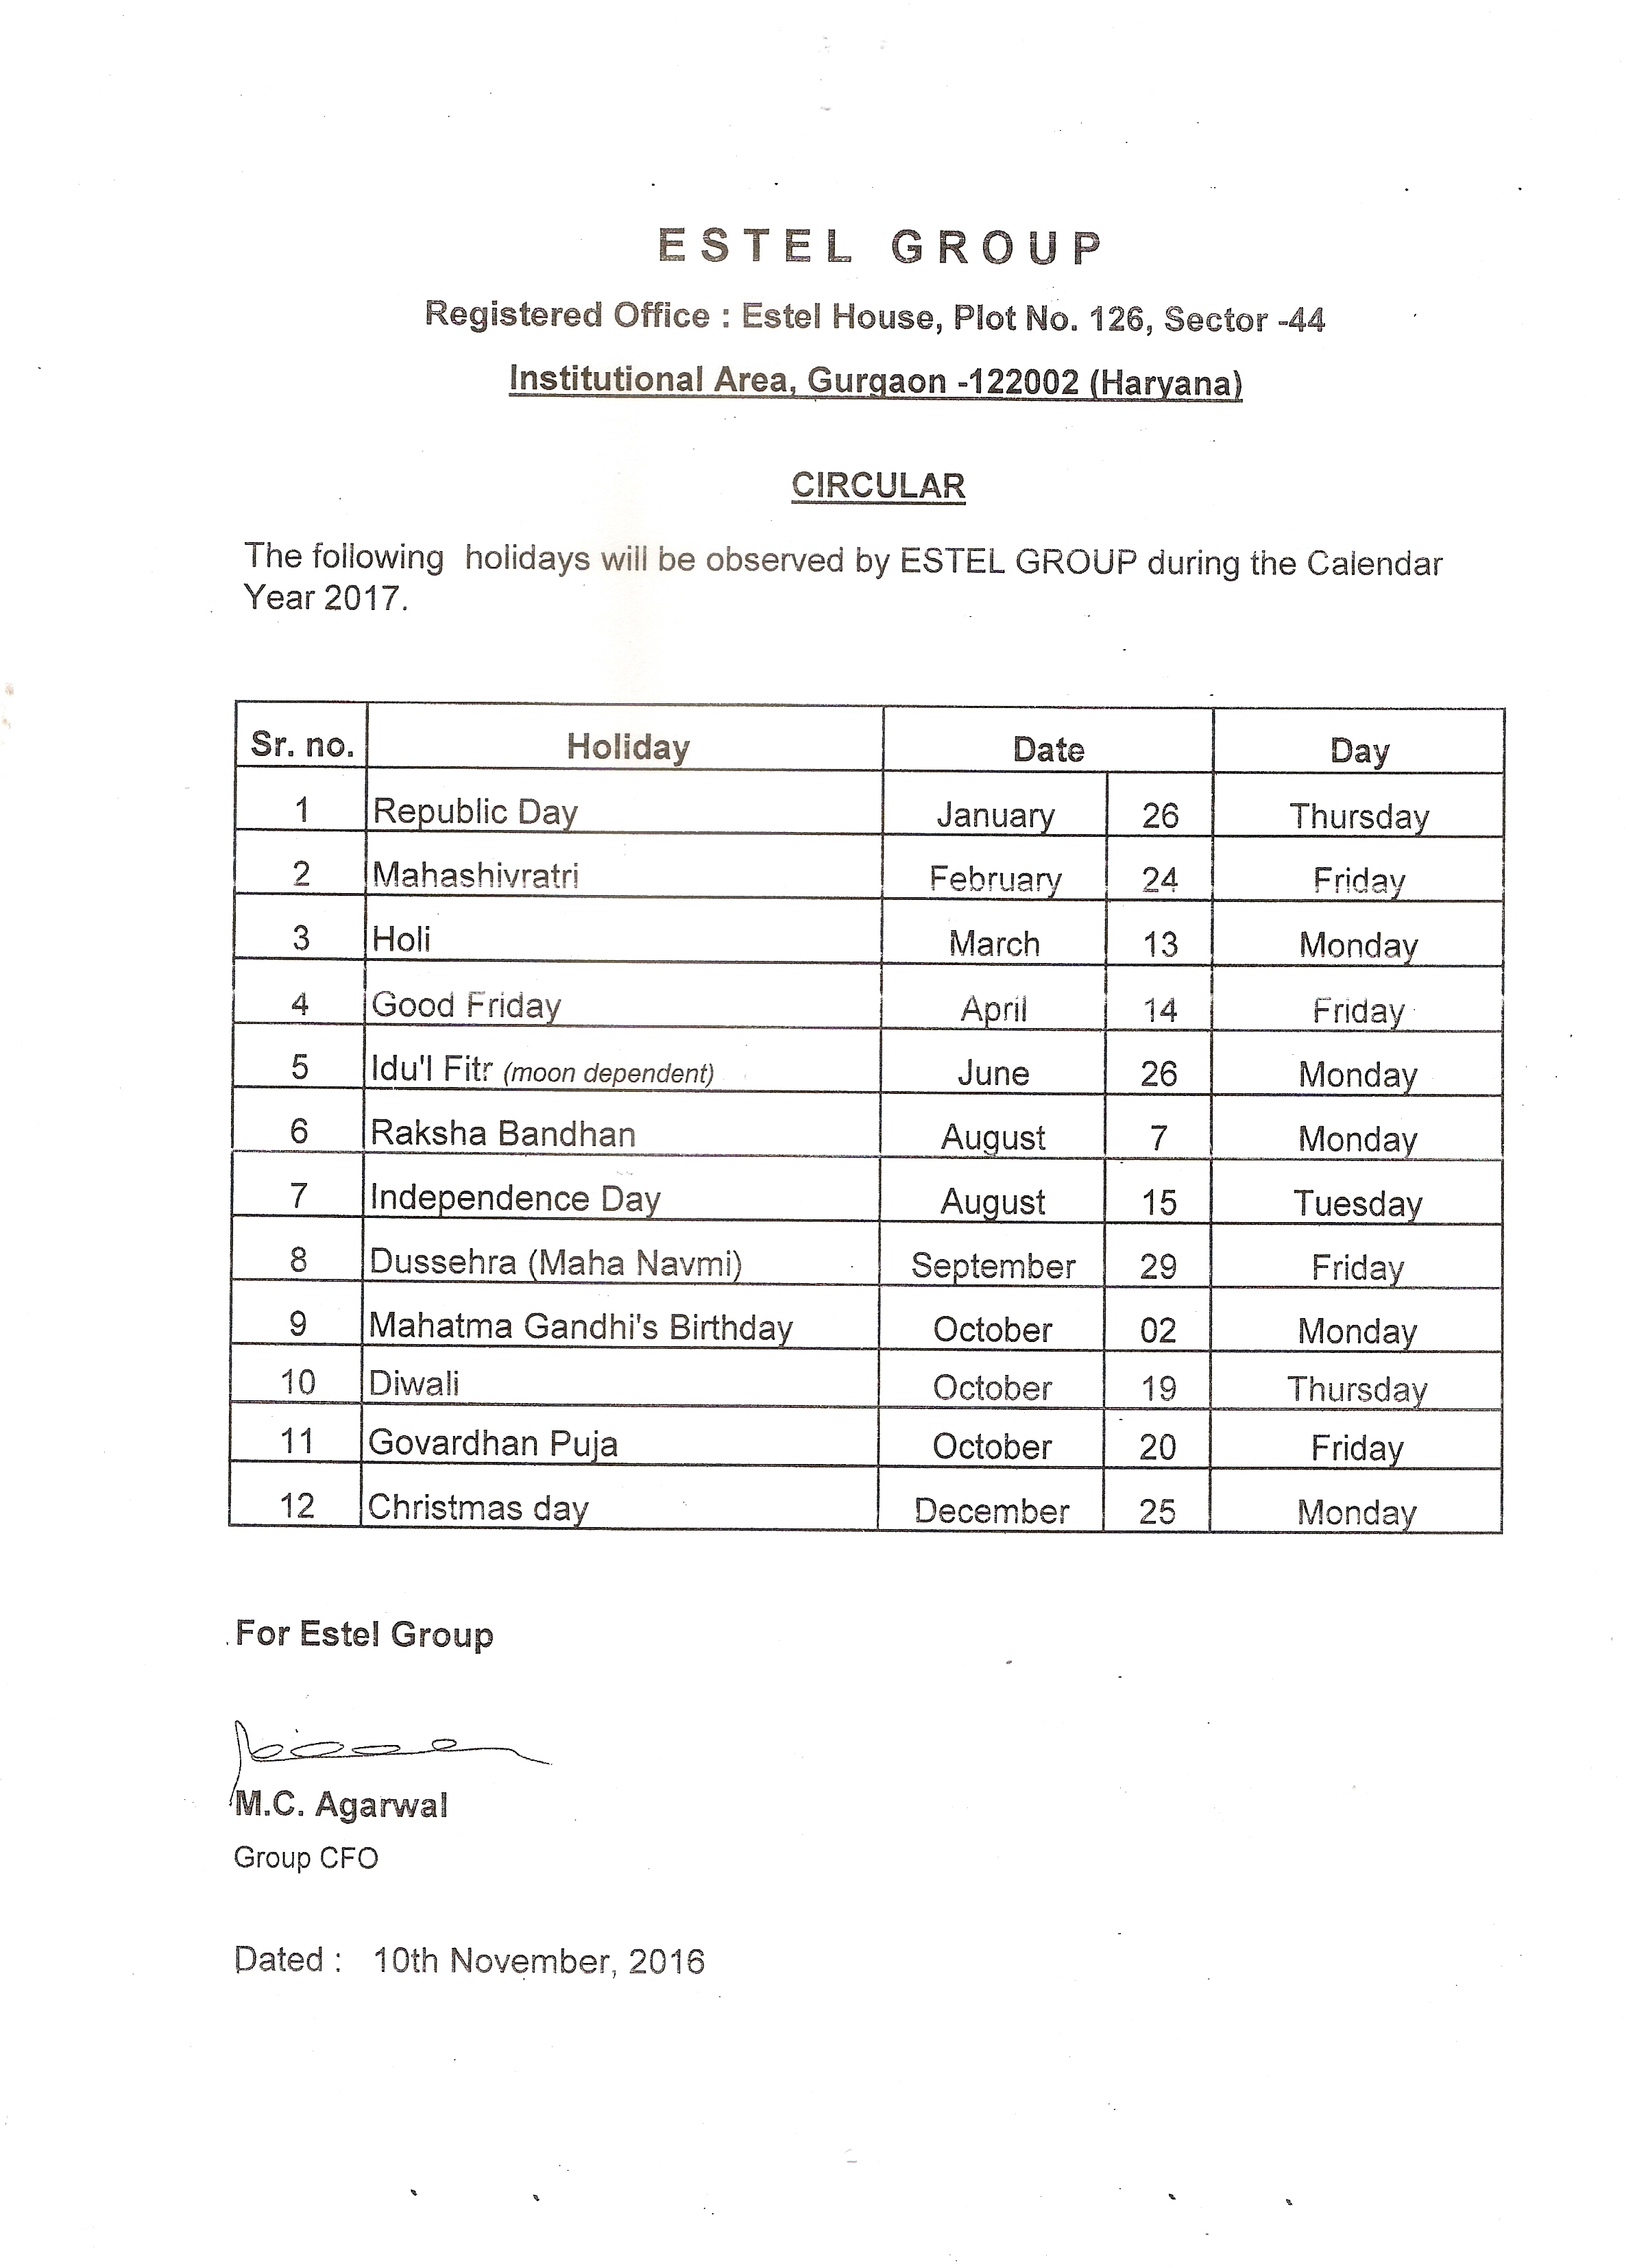 ESTEL GROUP
Registered Office : Estel House, Plot No. 126, Sector -44
Institutional Area, Gurgaon -122002 (Haryana)
CIRCULAR
The following holidays will be observed by ESTEL GROUP during the Calendar
Year 2017.
Sr. no. Holiday Date Day
1 Republic Day January 26 Thursday
2 Mahashivratri February 24 Friday
3 Holi March 13 Monday
4 Good Friday April 14 Friday
5 Idu'l Fitr (moon dependent) June 26 Monday
6 Raksha Bandhan August 7 Monday
7 Independence Day August 15 Tuesday
8 Dussehra (Maha Navmi) September 29 Friday
9 Mahatma Gandhi's Birthday October 02 Monday
10 Diwali October 19 Thursday
11 Govardhan Puja October 20 Friday
12 Christmas day December 25 Monday
For Estel Group
M.C. Agarwal
Group CFO
Dated : 10th November, 2016